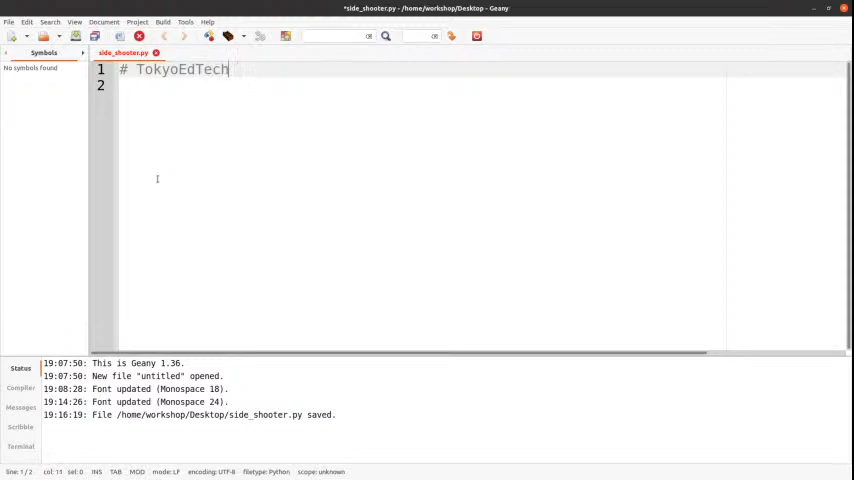 *side_shooter.py - /home/workshop/Desktop - Geany
File Edit Search View Document Project Build Tools Help
Symbols
side_shooter.py
No symbols found
1 # TokyoEdTech
2
Status
Compiler
Messages
Scribble
Terminal
19:07:50: This is Geany 1.36.
19:07:50: New file "untitled" opened.
19:08:28: Font updated (Monospace 18).
19:14:26: Font updated (Monospace 24).
19:16:19: File /home/workshop/Desktop/side_shooter.py saved.
line: 1 / 2 col: 11 sel: 0 INS TAB MOD mode: LF encoding: UTF-8 filetype: Python scope: unknown